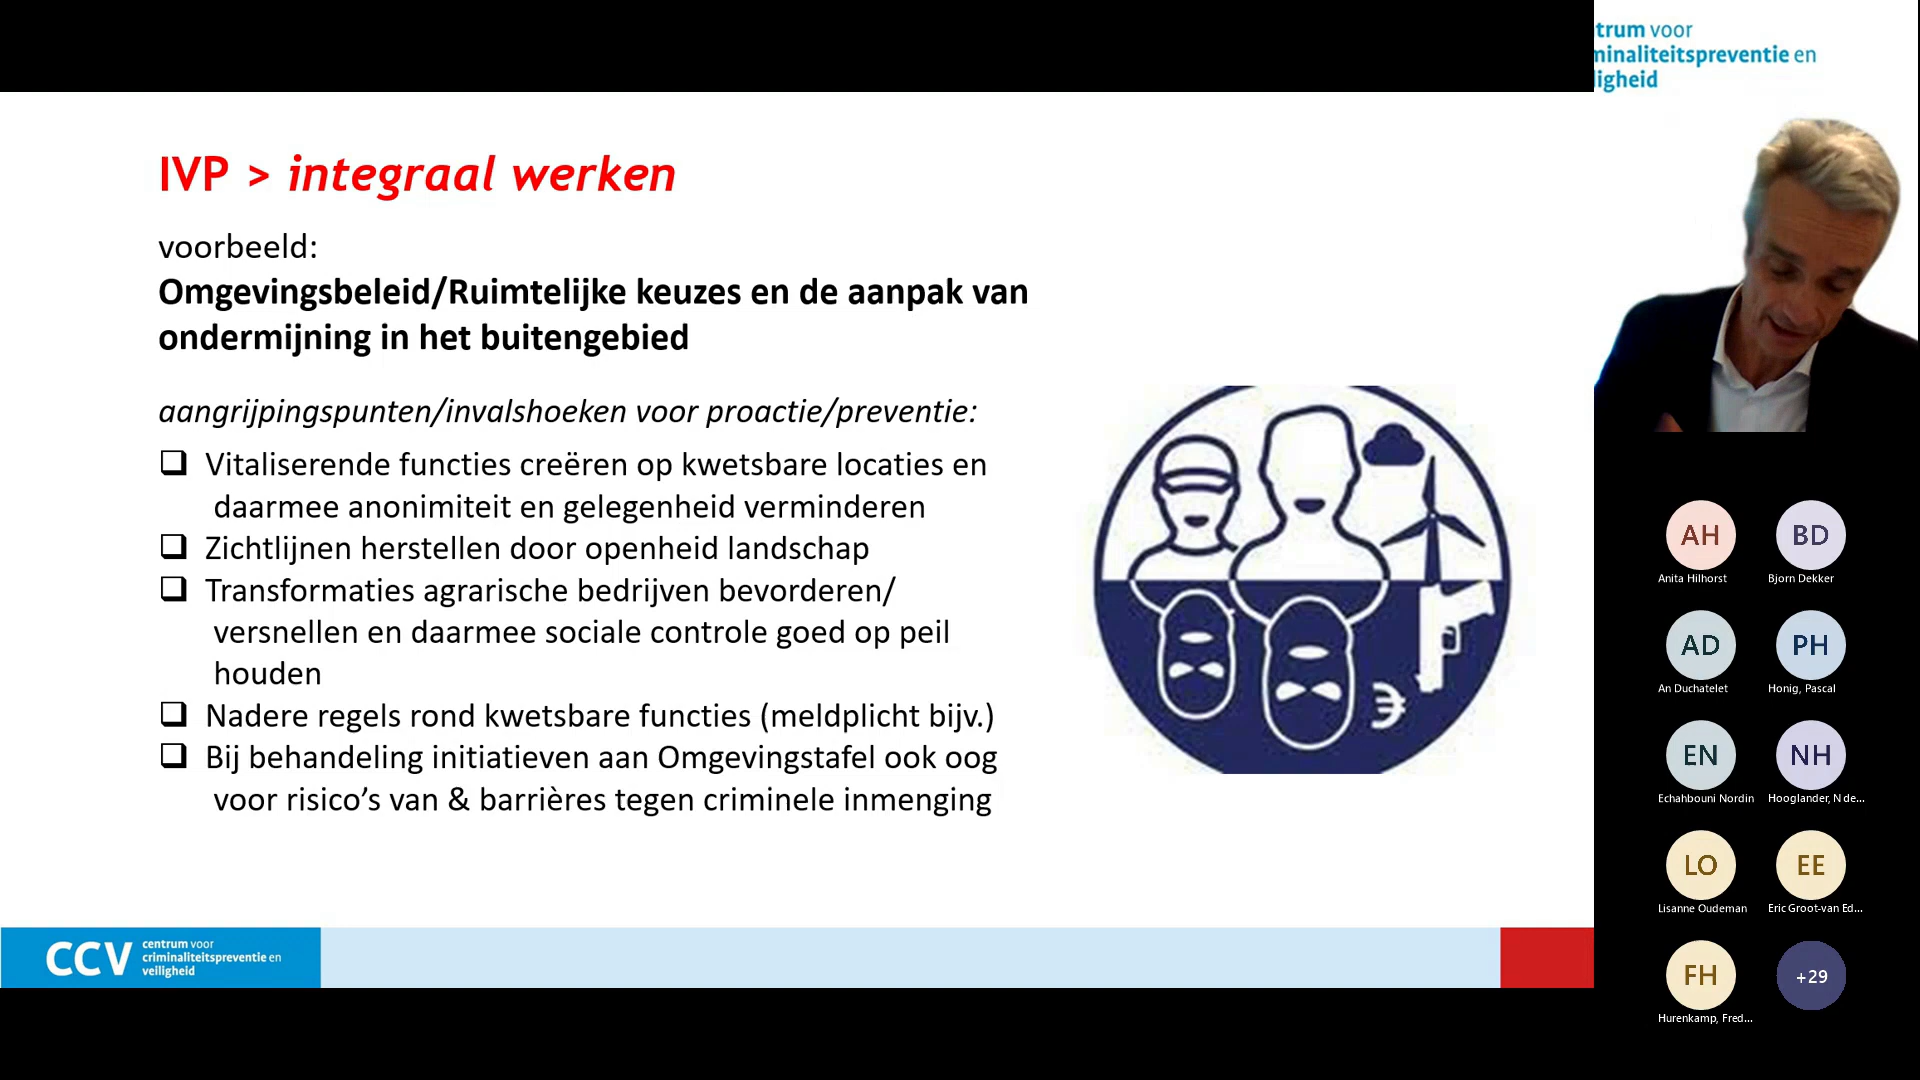 trum voor
minaliteitspreventie en
ligheid
IVP > integraal werken
voorbeeld:
Omgevingsbeleid/Ruimtelijke keuzes en de aanpak van
ondermijning in het buitengebied
aangrijpingspunten/invalshoeken voor proactie/preventie:
Vitaliserende functies creëren op kwetsbare locaties en
daarmee anonimiteit en gelegenheid verminderen
Zichtlijnen herstellen door openheid landschap
Transformaties agrarische bedrijven bevorderen/
versnellen en daarmee sociale controle goed op peil
houden
Nadere regels rond kwetsbare functies (meldplicht bijv.)
Bij behandeling initiatieven aan Omgevingstafel ook oog
voor risico’s van & barrières tegen criminele inmenging
CCV
centrum voor
criminaliteitspreventie en
veiligheid
AH
BD
Anita Hilhorst
Bjorn Dekker
AD
PH
An Duchatelet
Honig, Pascal
EN
NH
Echahbouni Nordin
Hooglander, N de...
LO
EE
Lisanne Oudeman
Eric Groot-van Ed...
FH
+29
Hurenkamp, Fred...